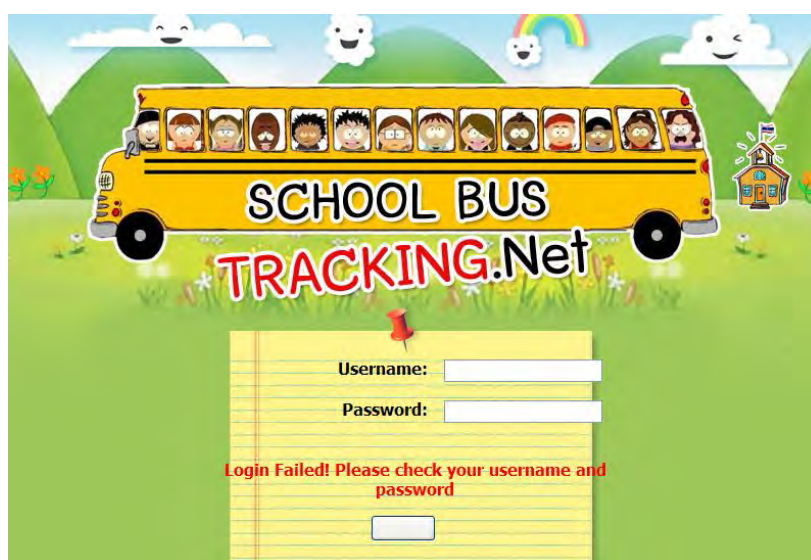 SCHOOL BUS
TRACKING.Net
Username:
Password:
Login Failed! Please check your username and
password